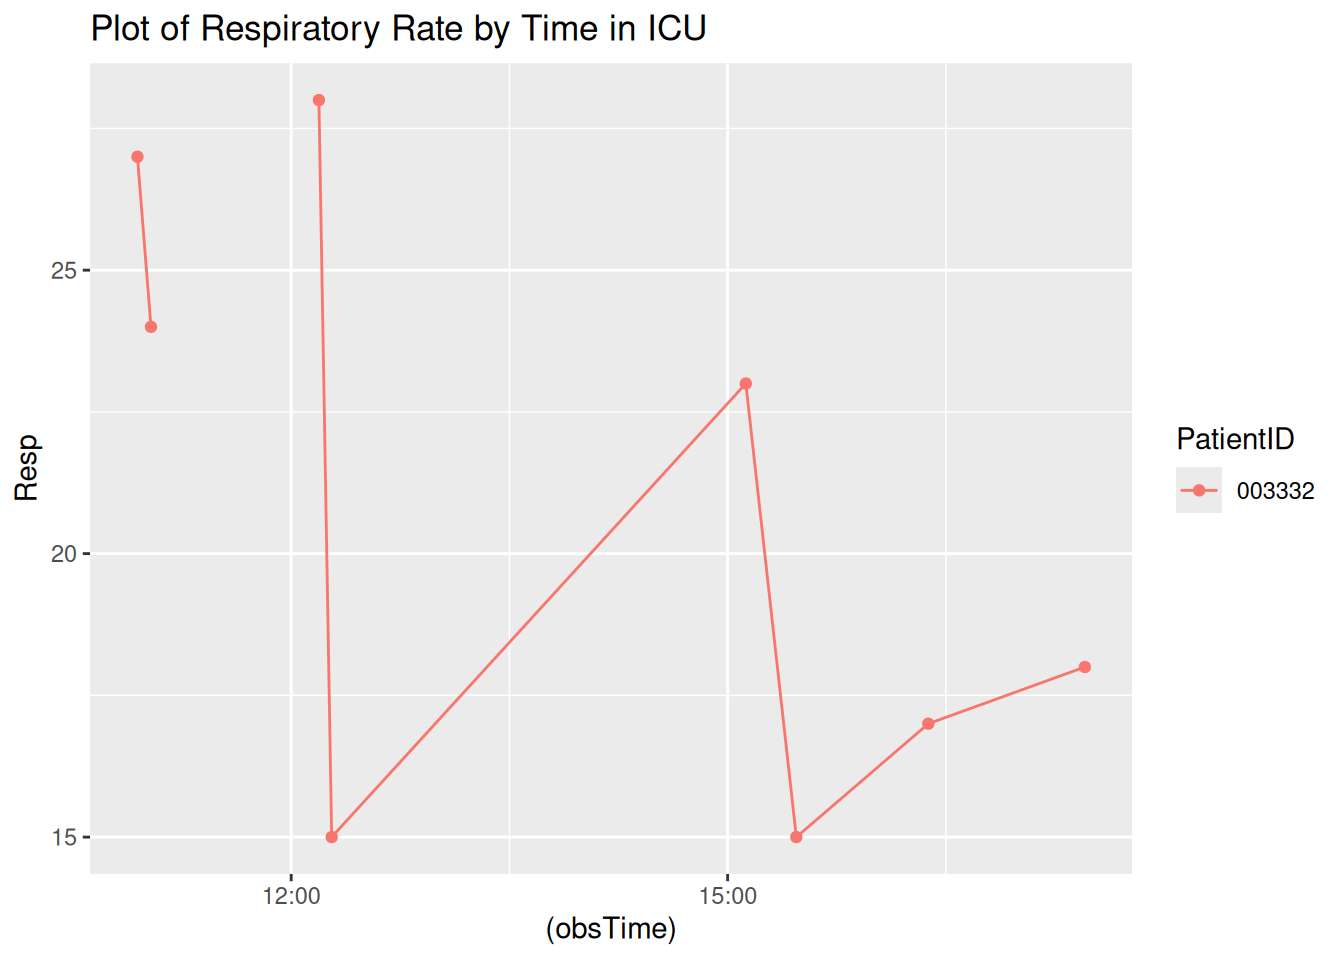 Plot of Respiratory Rate by Time in ICU
25
20
15
Resp
12:00
15:00
(obsTime)
PatientID
003332